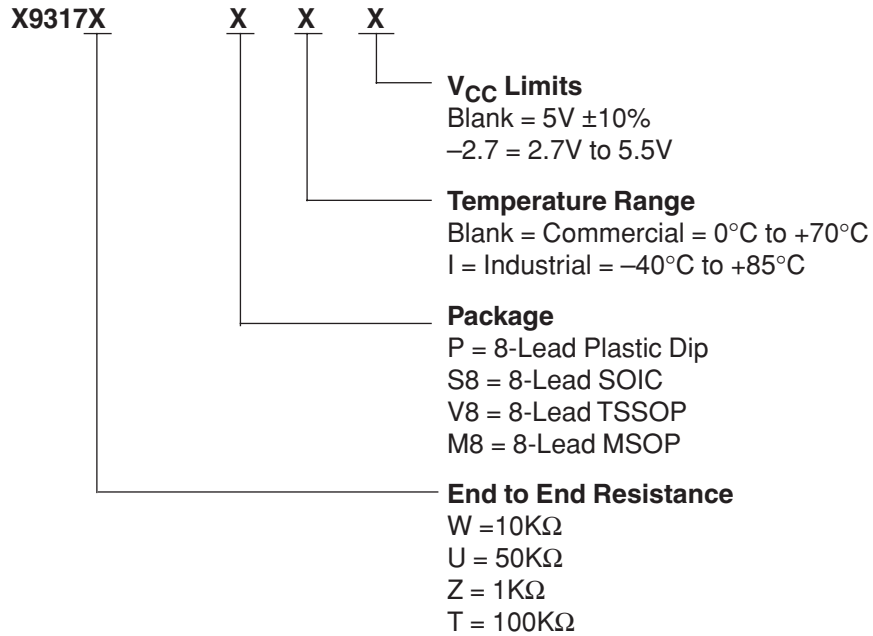 X9317X X X X
V_CC Limits
Blank = 5V ±10%
–2.7 = 2.7V to 5.5V
Temperature Range
Blank = Commercial = 0°C to +70°C
I = Industrial = –40°C to +85°C
Package
P = 8-Lead Plastic Dip
S8 = 8-Lead SOIC
V8 = 8-Lead TSSOP
M8 = 8-Lead MSOP
End to End Resistance
W =10KΩ
U = 50KΩ
Z = 1KΩ
T = 100KΩ